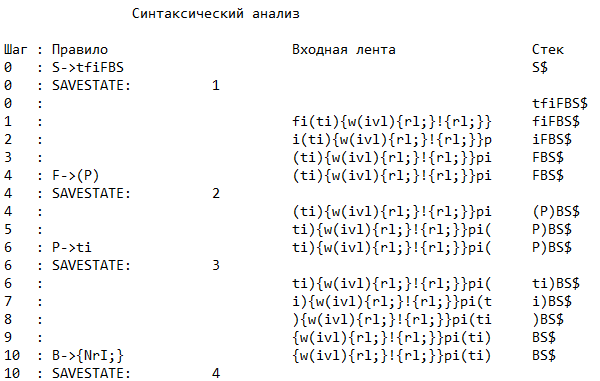 Синтаксический анализ
Шаг : Правило Входная лента Стек
0 : S->tfiFBS S$
0 : SAVESTATE: 1
0 : tfiFBS$
1 : fi(ti){w(ivl){rl;}!{rl;}} fiFBS$
2 : i(ti){w(ivl){rl;}!{rl;}}p iFBS$
3 : (ti){w(ivl){rl;}!{rl;}}pi FBS$
4 : F->(P) (ti){w(ivl){rl;}!{rl;}}pi FBS$
4 : SAVESTATE: 2
4 : (ti){w(ivl){rl;}!{rl;}}pi (P)BS$
5 : ti){w(ivl){rl;}!{rl;}}pi( P)BS$
6 : P->ti ti){w(ivl){rl;}!{rl;}}pi( P)BS$
6 : SAVESTATE: 3
6 : ti){w(ivl){rl;}!{rl;}}pi( ti)BS$
7 : i){w(ivl){rl;}!{rl;}}pi(t i)BS$
8 : ){w(ivl){rl;}!{rl;}}pi(ti )BS$
9 : {w(ivl){rl;}!{rl;}}pi(ti) BS$
10 : B->{NrI;} {w(ivl){rl;}!{rl;}}pi(ti) BS$
10 : SAVESTATE: 4